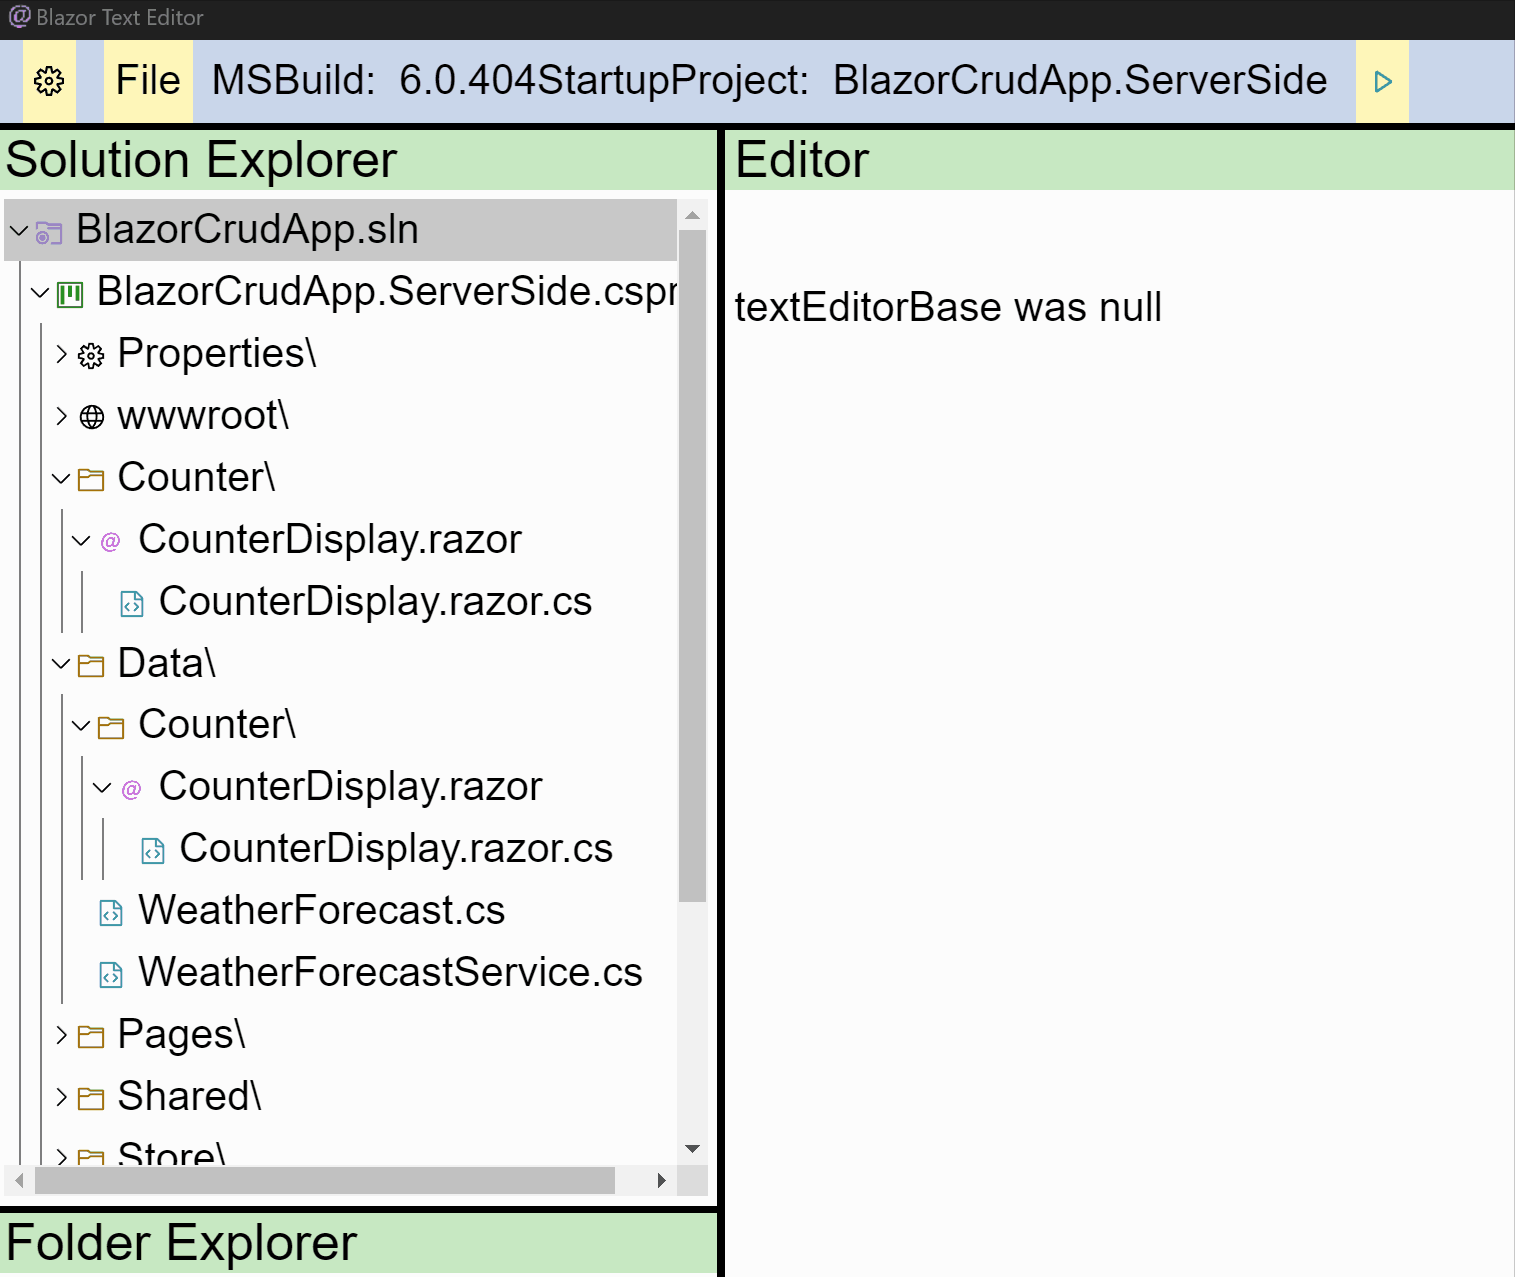 @ Blazor Text Editor
File MSBuild: 6.0.404StartupProject: BlazorCrudApp.ServerSide
Solution Explorer
BlazorCrudApp.sln
BlazorCrudApp.ServerSide.cspr
Properties\
wwwroot\
Counter\
@ CounterDisplay.razor
CounterDisplay.razor.cs
Data\
Counter\
@ CounterDisplay.razor
CounterDisplay.razor.cs
WeatherForecast.cs
WeatherForecastService.cs
Pages\
Shared\
Store\
Folder Explorer
Editor
textEditorBase was null